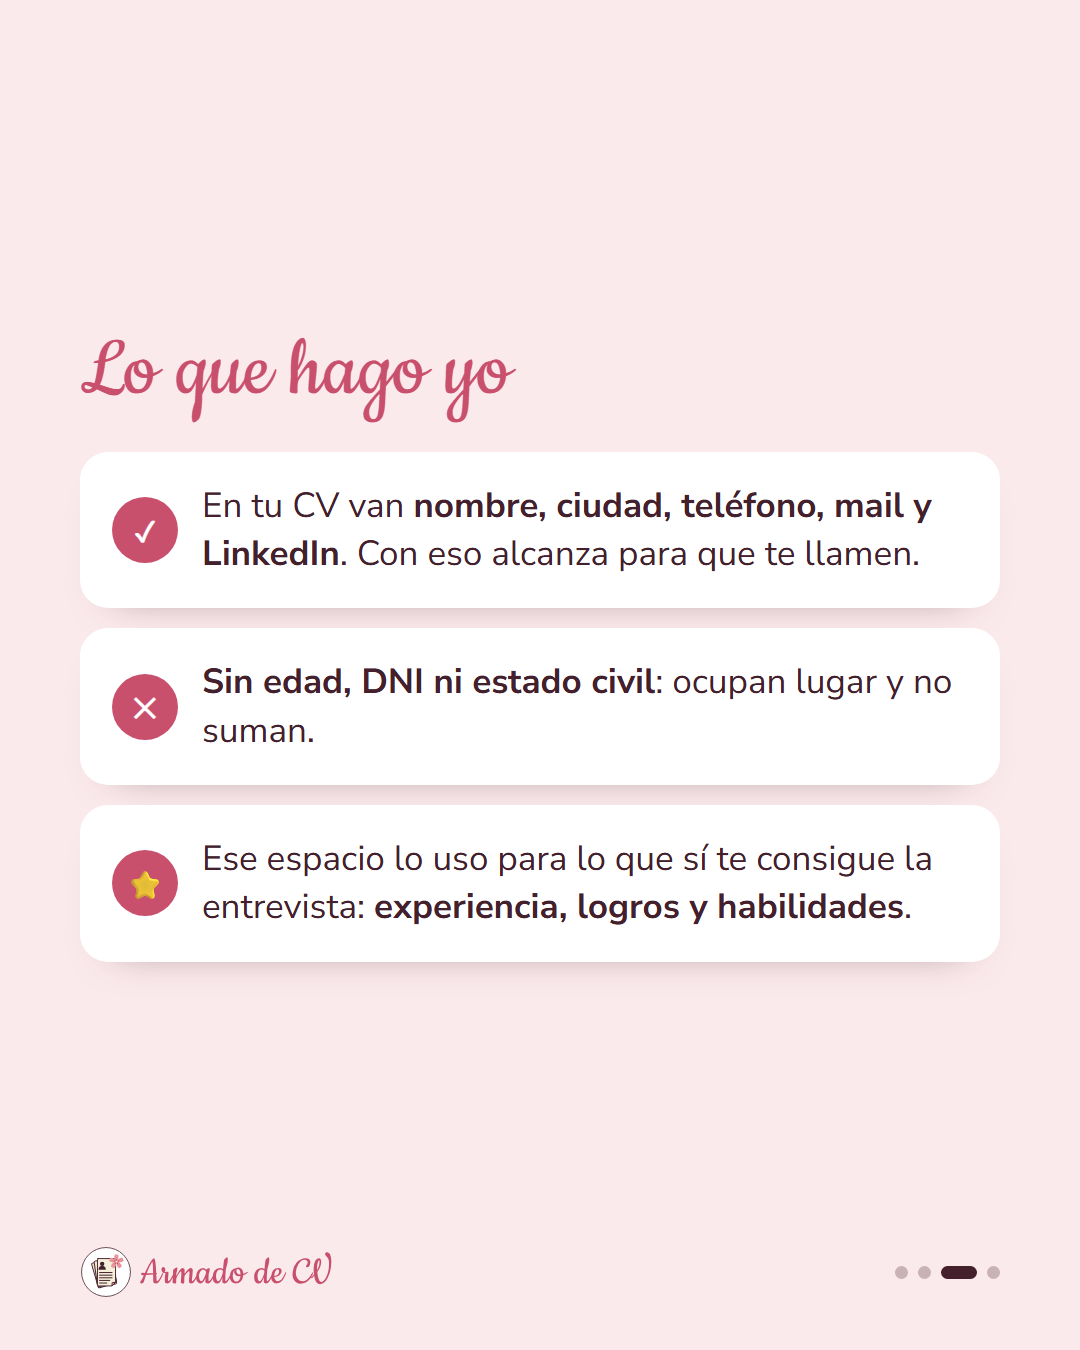 Lo que hago yo
En tu CV van nombre, ciudad, teléfono, mail y
LinkedIn. Con eso alcanza para que te llamen.
Sin edad, DNI ni estado civil: ocupan lugar y no
suman.
Ese espacio lo uso para lo que sí te consigue la
entrevista: experiencia, logros y habilidades.
Armado de CV